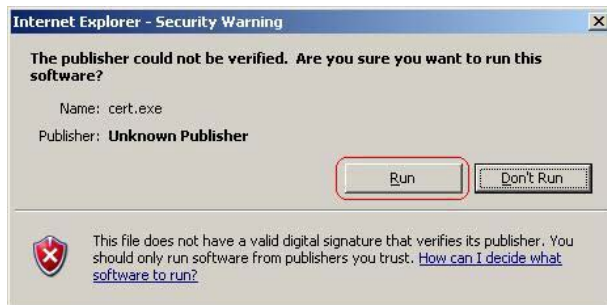 Internet Explorer - Security Warning
The publisher could not be verified. Are you sure you want to run this
software?
Name: cert.exe
Publisher: Unknown Publisher
Run Don't Run
This file does not have a valid digital signature that verifies its publisher. You
should only run software from publishers you trust. How can I decide what
software to run?